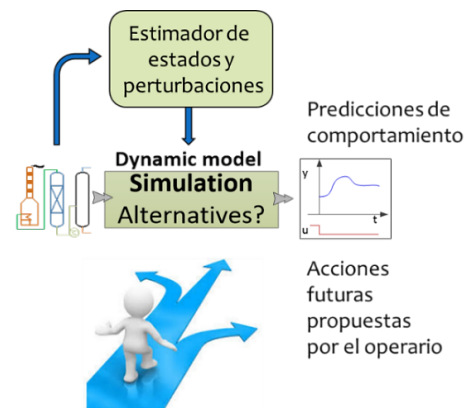 Estimador de
estados y
perturbaciones
Predicciones de
comportamiento
Dynamic model
Simulation
Alternatives?
y
t
u
Acciones
futuras
propuestas
por el operario